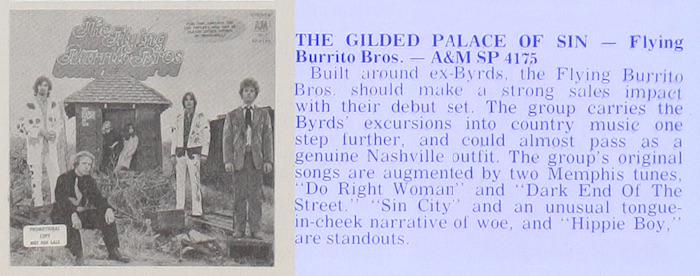 The Flying
Burrito Bros
PROMOTIONAL
COPY
NOT FOR SALE
THE GILDED PALACE OF SIN — Flying
Burrito Bros. — A&M SP 4175
Built around ex-Byrds, the Flying Burrito
Bros. should make a strong sales impact
with their debut set. The group carries the
Byrds' excursions into country music one
step further, and could almost pass as a
genuine Nashville outfit. The group's original
songs are augmented by two Memphis tunes,
"Do Right Woman" and "Dark End Of The
Street." "Sin City" and an unusual tongue-
in-cheek narrative of woe, and "Hippie Boy,"
are standouts.